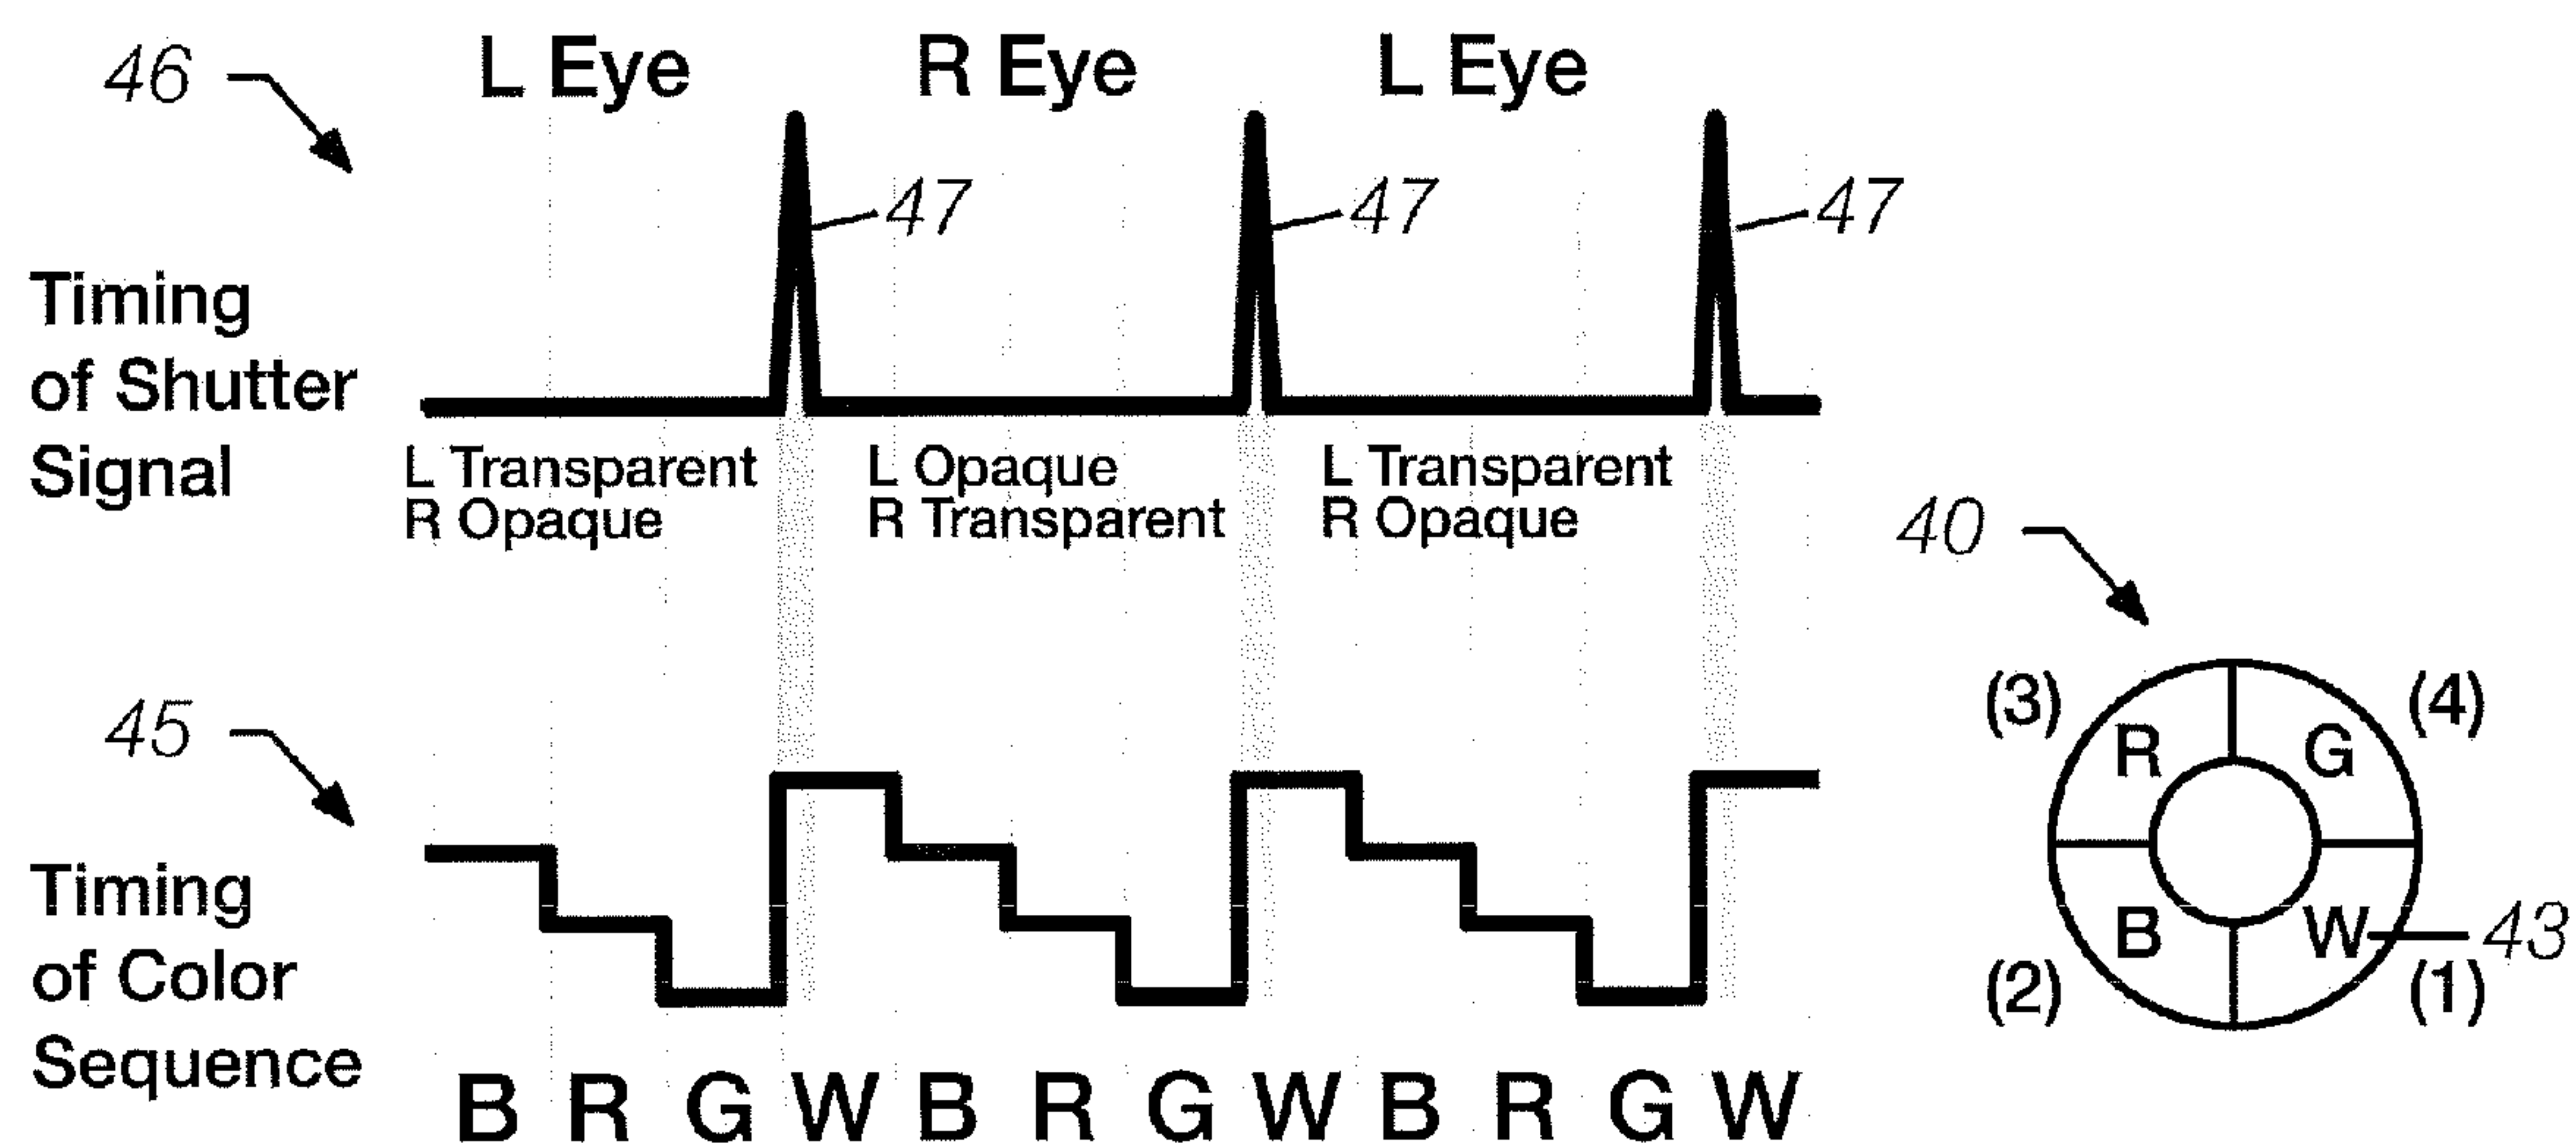 46
L Eye R Eye L Eye
47 47 47
Timing
of Shutter
Signal
L Transparent
R Opaque
L Opaque
R Transparent
L Transparent
R Opaque
40
45
Timing
of Color
Sequence
B R G W B R G W B R G W
(3) (4)
R G
B W 43
(2) (1)